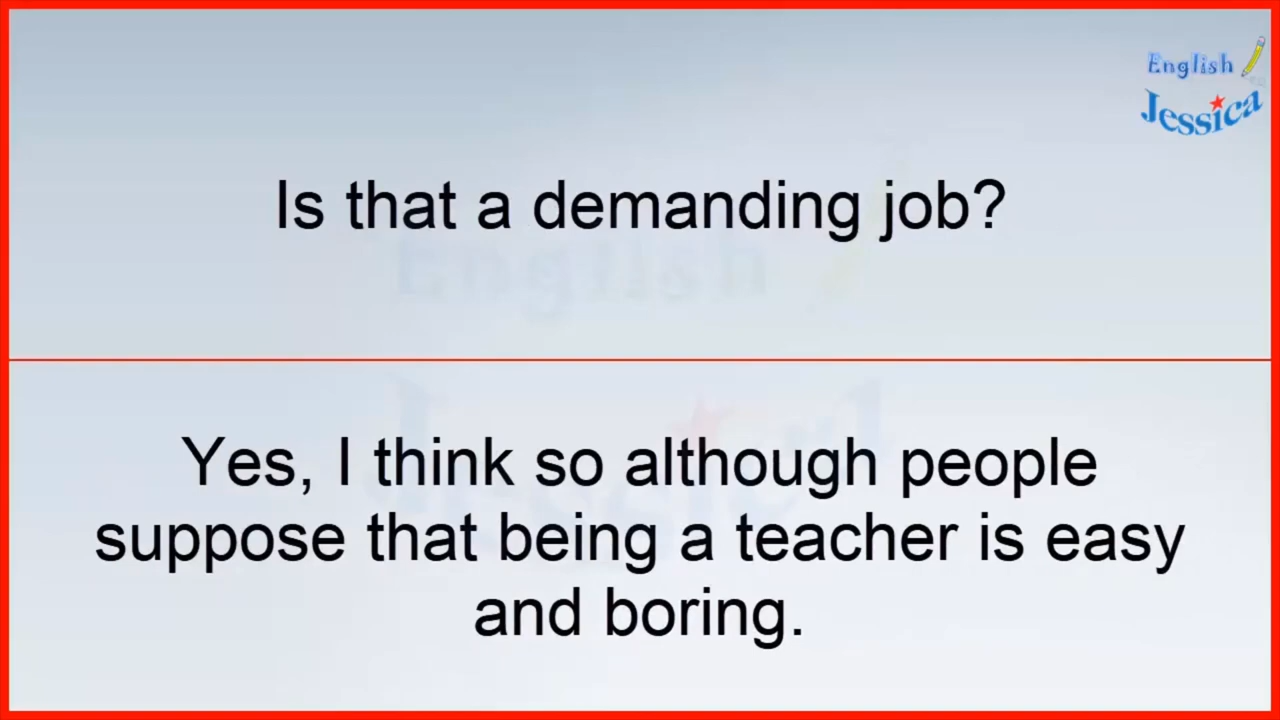 English
Jessica
Is that a demanding job?
English
Yes, I think so although people
suppose that being a teacher is easy
and boring.